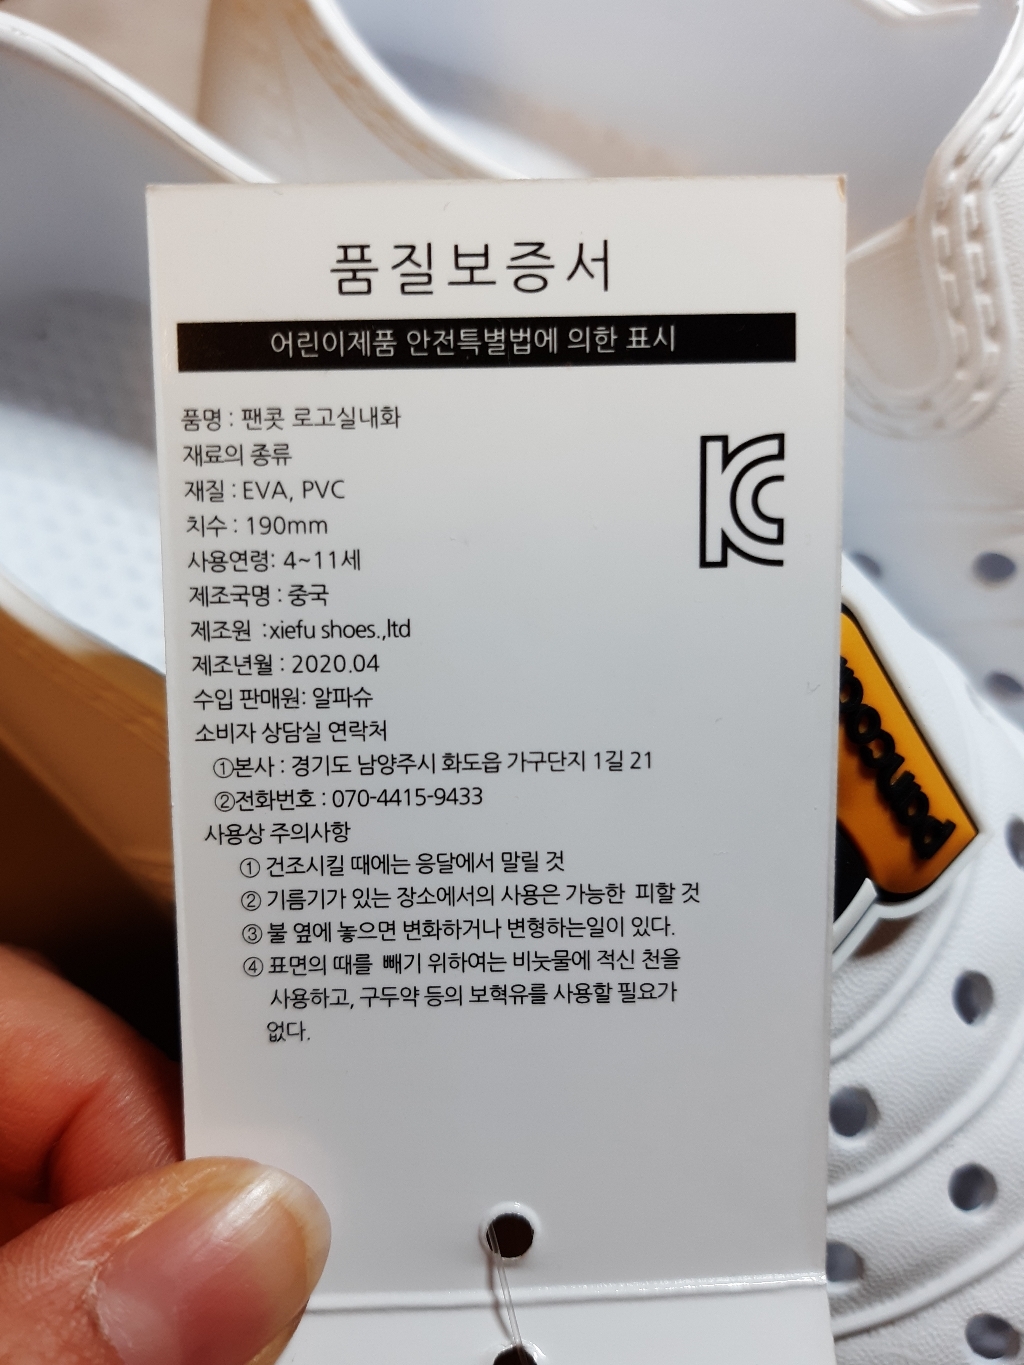 품질보증서
어린이제품 안전특별법에 의한 표시
품명 : 팬콧 로고실내화
재료의 종류
재질 : EVA, PVC
치수 : 190mm
사용연령: 4~11세
제조국명 : 중국
제조원 :xiefu shoes.,ltd
제조년월 : 2020.04
수입 판매원: 알파슈
소비자 상담실 연락처
①본사 : 경기도 남양주시 화도읍 가구단지 1길 21
②전화번호 : 070-4415-9433
사용상 주의사항
① 건조시킬 때에는 응달에서 말릴 것
② 기름기가 있는 장소에서의 사용은 가능한 피할 것
③ 불 옆에 놓으면 변화하거나 변형하는일이 있다.
④ 표면의 때를 빼기 위하여는 비눗물에 적신 천을
사용하고, 구두약 등의 보혁유를 사용할 필요가
없다.
KC
pancoat